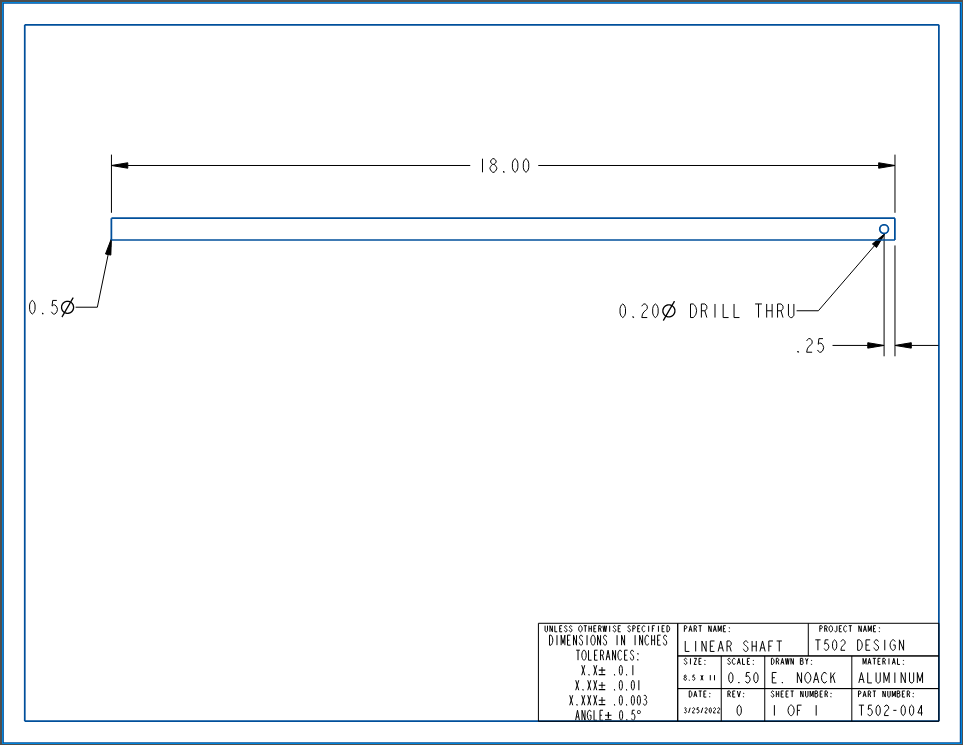 18.00
0.5Ø
0.20Ø DRILL THRU
.25
UNLESS OTHERWISE SPECIFIED
DIMENSIONS IN INCHES
TOLERANCES:
X.X± .0.1
X.XX± .0.01
X.XXX± .0.003
ANGLE± 0.5°
PART NAME:
LINEAR SHAFT
PROJECT NAME:
T502 DESIGN
SIZE:
8.5 X 11
SCALE:
0.50
DRAWN BY:
E. NOACK
MATERIAL:
ALUMINUM
DATE:
3/25/2022
REV:
0
SHEET NUMBER:
1 OF 1
PART NUMBER:
T502-004